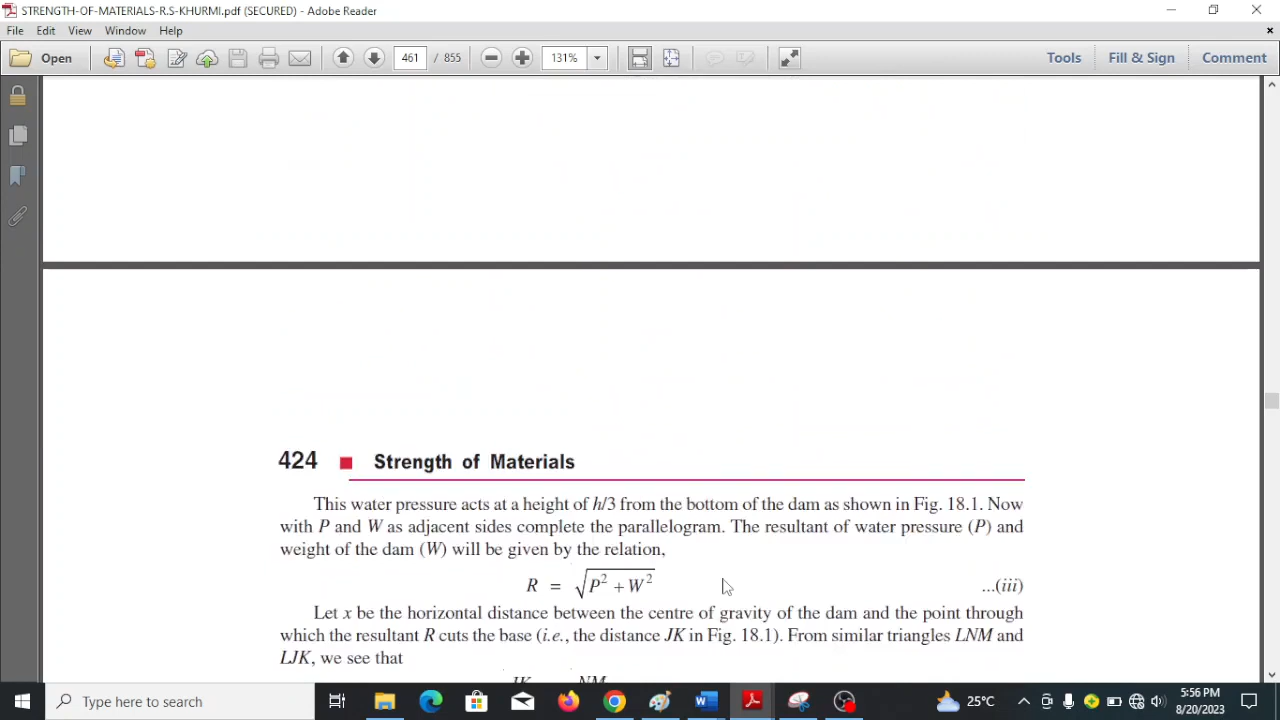 STRENGTH-OF-MATERIALS-R.S-KHURMI.pdf (SECURED) - Adobe Reader
File Edit View Window Help
Open 461 / 855 131% Tools Fill & Sign Comment
424 ■ Strength of Materials
This water pressure acts at a height of h/3 from the bottom of the dam as shown in Fig. 18.1. Now
with P and W as adjacent sides complete the parallelogram. The resultant of water pressure (P) and
weight of the dam (W) will be given by the relation,
R = √P² + W² ...(iii)
Let x be the horizontal distance between the centre of gravity of the dam and the point through
which the resultant R cuts the base (i.e., the distance JK in Fig. 18.1). From similar triangles LNM and
LJK, we see that
JK NM
Type here to search 25°C 5:56 PM
8/20/2023